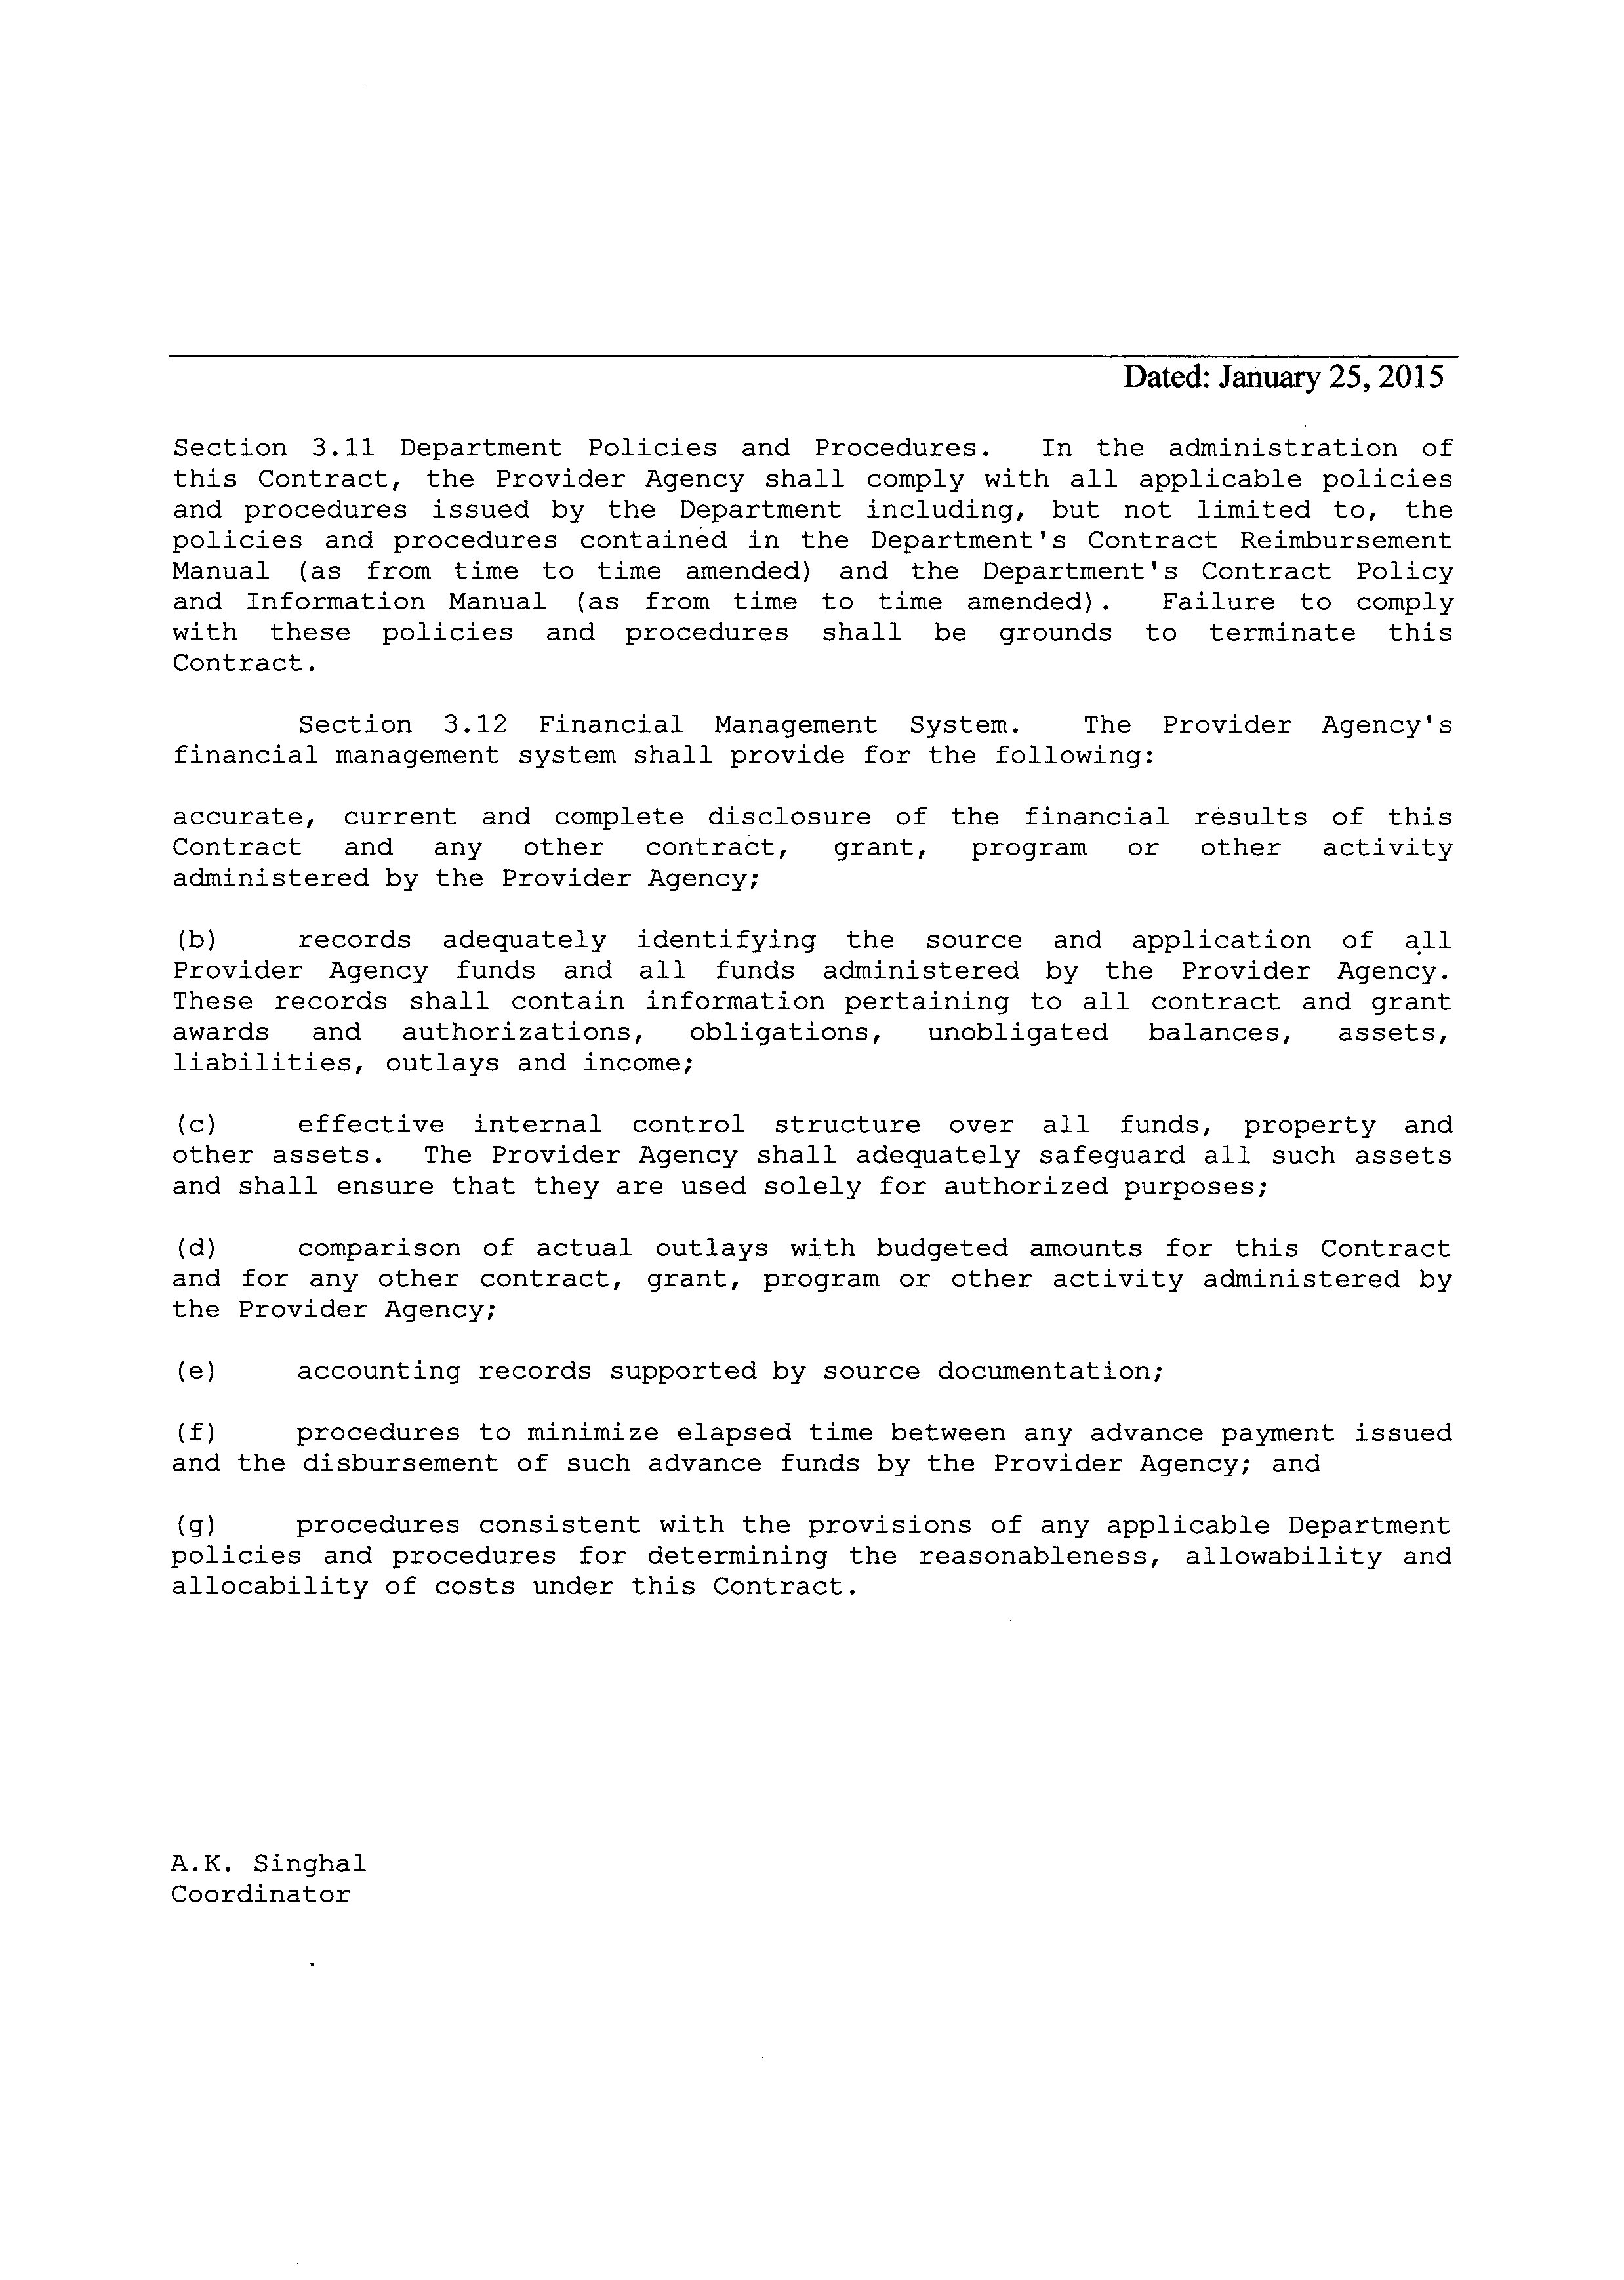 Dated: January 25, 2015
Section 3.11 Department Policies and Procedures. In the administration of
this Contract, the Provider Agency shall comply with all applicable policies
and procedures issued by the Department including, but not limited to, the
policies and procedures contained in the Department's Contract Reimbursement
Manual (as from time to time amended) and the Department's Contract Policy
and Information Manual (as from time to time amended). Failure to comply
with these policies and procedures shall be grounds to terminate this
Contract.
Section 3.12 Financial Management System. The Provider Agency's
financial management system shall provide for the following:
accurate, current and complete disclosure of the financial results of this
Contract and any other contract, grant, program or other activity
administered by the Provider Agency;
(b) records adequately identifying the source and application of all
Provider Agency funds and all funds administered by the Provider Agency.
These records shall contain information pertaining to all contract and grant
awards and authorizations, obligations, unobligated balances, assets,
liabilities, outlays and income;
(c) effective internal control structure over all funds, property and
other assets. The Provider Agency shall adequately safeguard all such assets
and shall ensure that they are used solely for authorized purposes;
(d) comparison of actual outlays with budgeted amounts for this Contract
and for any other contract, grant, program or other activity administered by
the Provider Agency;
(e) accounting records supported by source documentation;
(f) procedures to minimize elapsed time between any advance payment issued
and the disbursement of such advance funds by the Provider Agency; and
(g) procedures consistent with the provisions of any applicable Department
policies and procedures for determining the reasonableness, allowability and
allocability of costs under this Contract.
A.K. Singhal
Coordinator